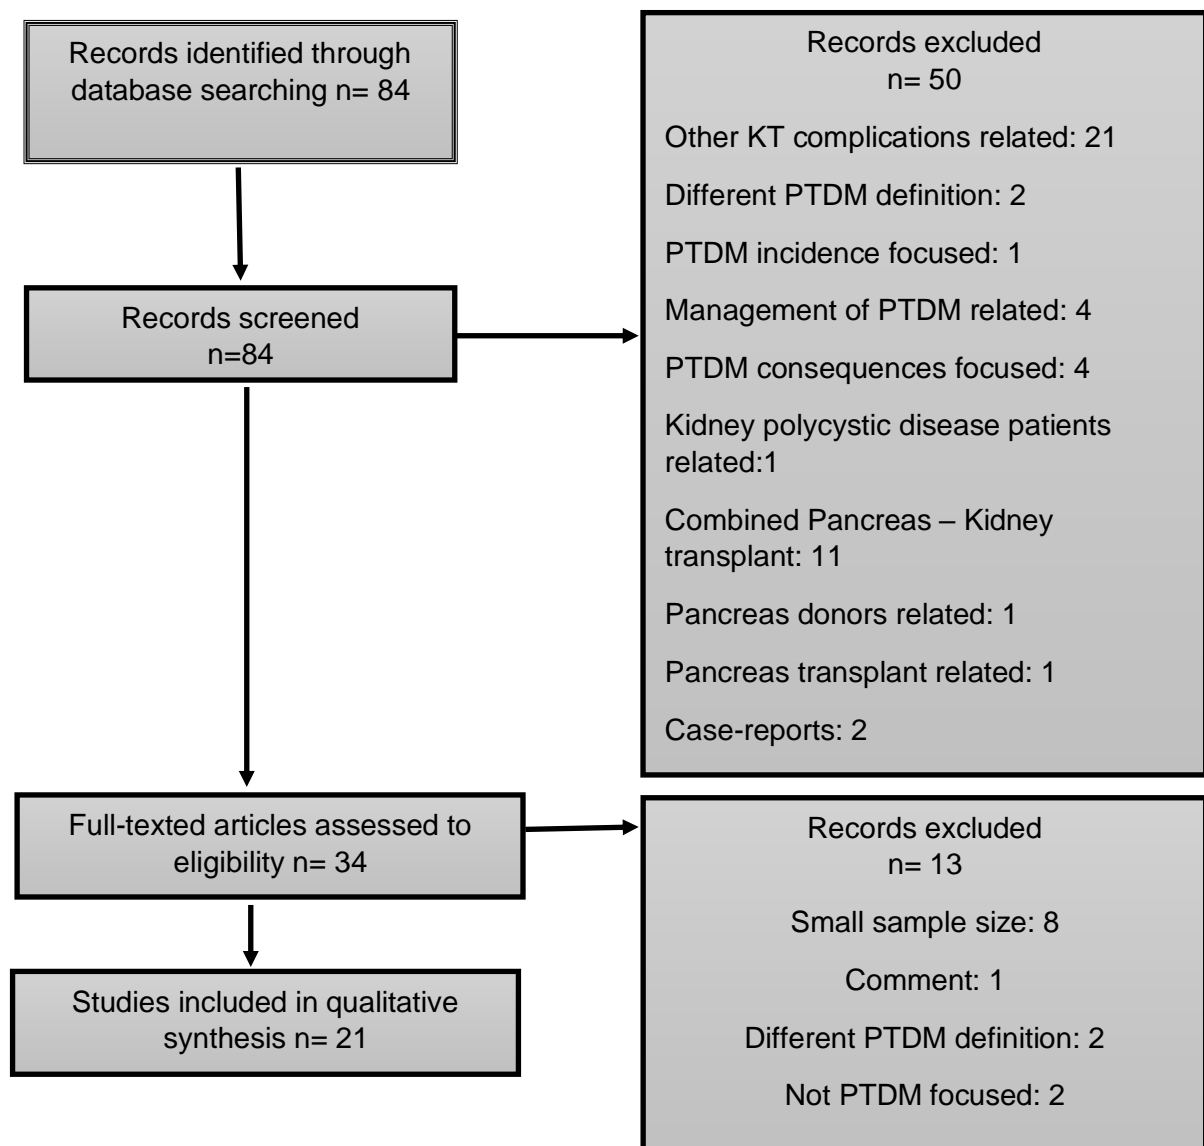 Records identified through
database searching n= 84
Records excluded
n= 50
Other KT complications related: 21
Different PTDM definition: 2
PTDM incidence focused: 1
Management of PTDM related: 4
PTDM consequences focused: 4
Kidney polycystic disease patients
related:1
Combined Pancreas – Kidney
transplant: 11
Pancreas donors related: 1
Pancreas transplant related: 1
Case-reports: 2
Records screened
n=84
Full-texted articles assessed to
eligibility n= 34
Records excluded
n= 13
Small sample size: 8
Comment: 1
Different PTDM definition: 2
Not PTDM focused: 2
Studies included in qualitative
synthesis n= 21